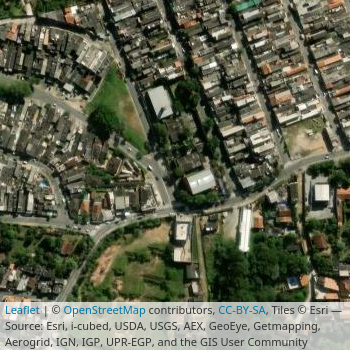 Leaflet | © OpenStreetMap contributors, CC-BY-SA, Tiles © Esri —
Source: Esri, i-cubed, USDA, USGS, AEX, GeoEye, Getmapping,
Aerogrid, IGN, IGP, UPR-EGP, and the GIS User Community